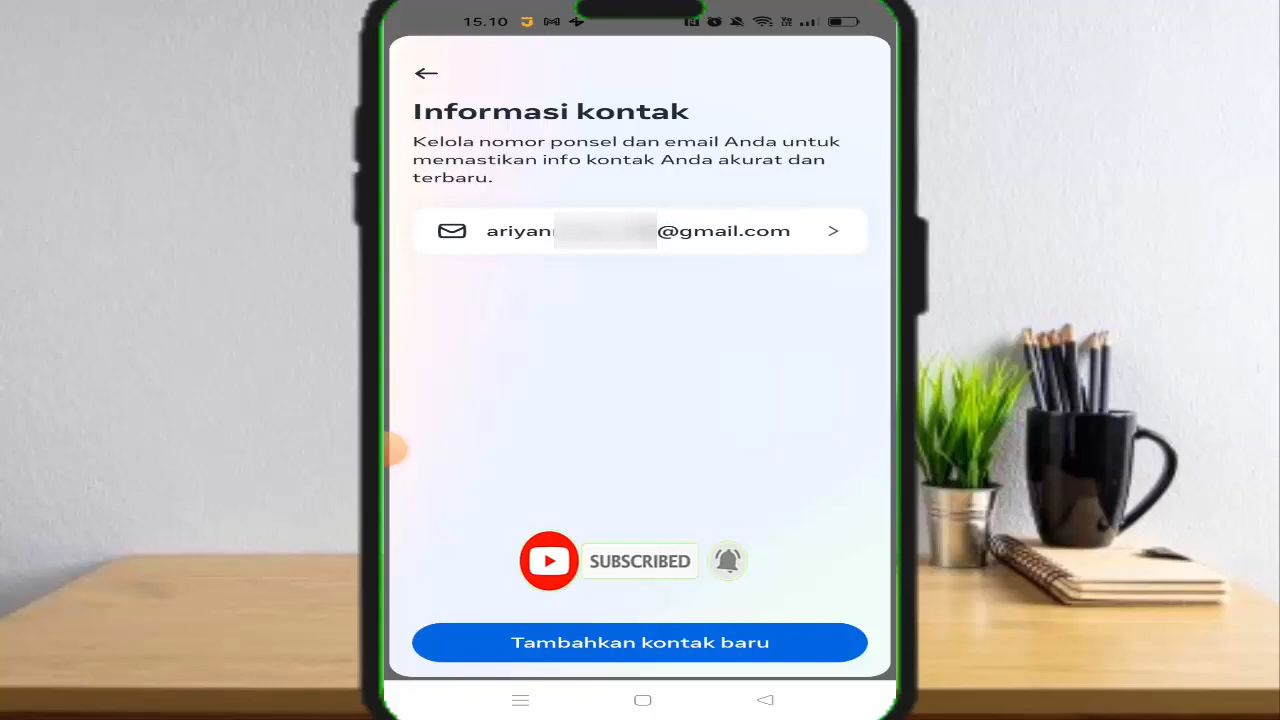 15.10
Informasi kontak
Kelola nomor ponsel dan email Anda untuk
memastikan info kontak Anda akurat dan
terbaru.
ariyan @gmail.com
SUBSCRIBED
Tambahkan kontak baru